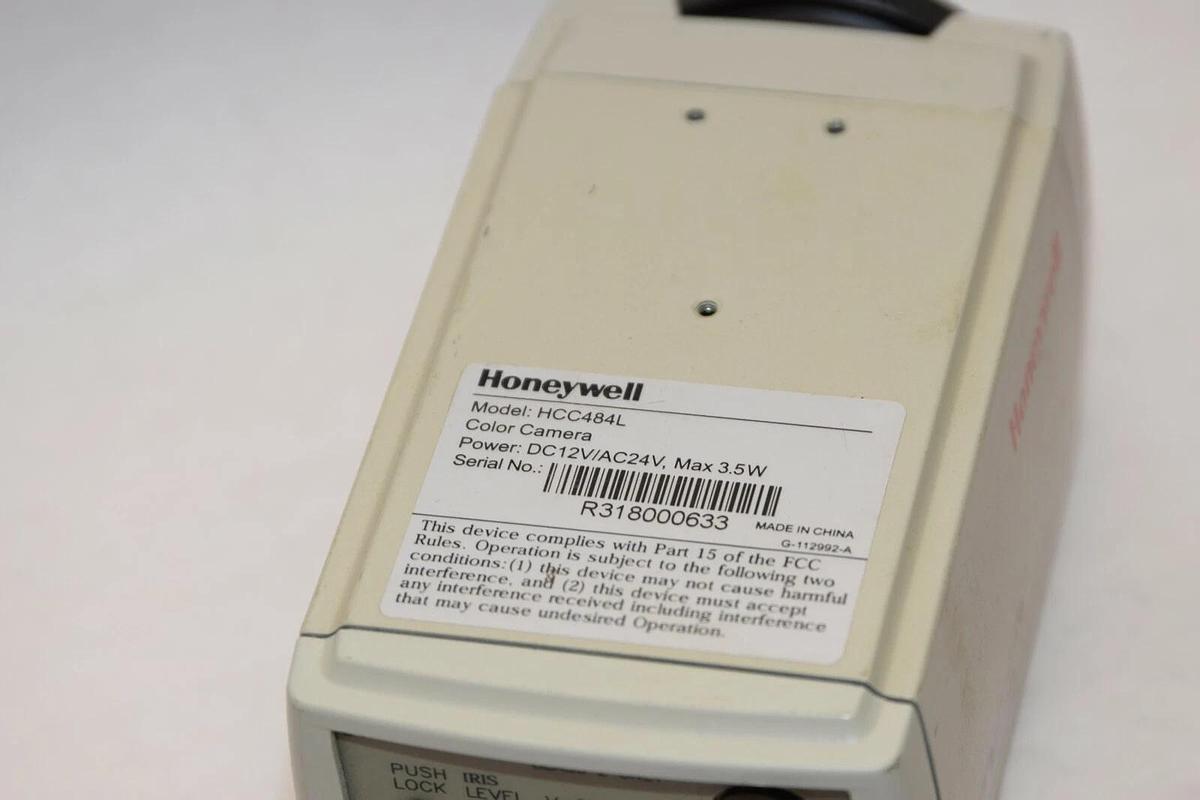 Honeywell
Model: HCC484L
Color Camera
Power: DC12V/AC24V, Max 3.5W
Serial No.:
R318000633
MADE IN CHINA
G-112992-A
This device complies with Part 15 of the FCC
Rules. Operation is subject to the following two
conditions: (1) this device may not cause harmful
interference, and (2) this device must accept
any interference received including interference
that may cause undesired Operation.
Honeywell
PUSH IRIS
LOCK LEVEL